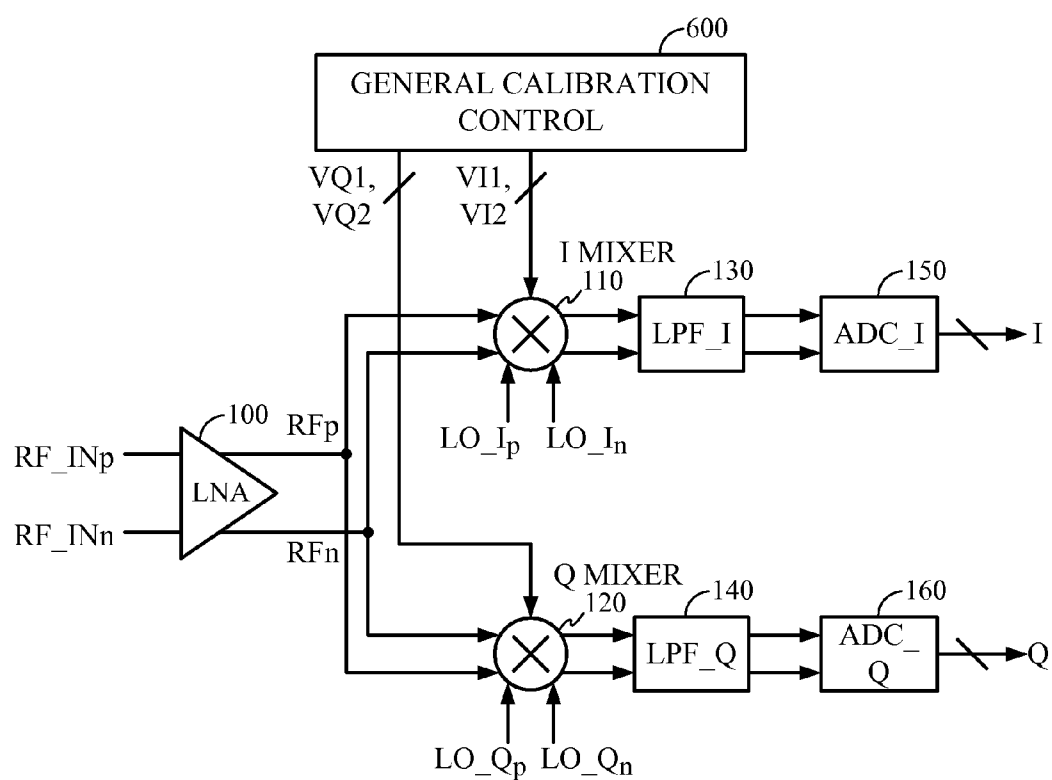 600
GENERAL CALIBRATION
CONTROL
VQ1,
VQ2
VI1,
VI2
I MIXER
110
130
150
LPF_I
ADC_I
I
LO_Ip
LO_In
100
RFp
RF_INp
LNA
RF_INn
RFn
Q MIXER
120
140
160
LPF_Q
ADC_
Q
Q
LO_Qp
LO_Qn